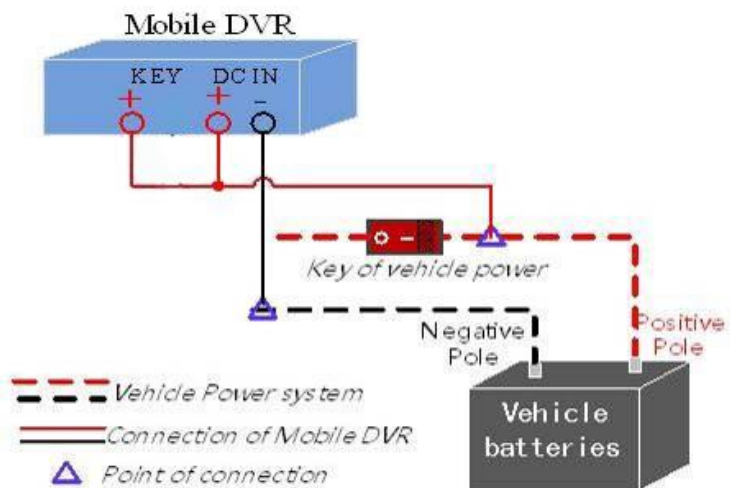 Mobile DVR
KEY DC IN
+ + −
Key of vehicle power
Negative
Pole
Positive
Pole
Vehicle Power system
Connection of Mobile DVR
Point of connection
Vehicle
batteries